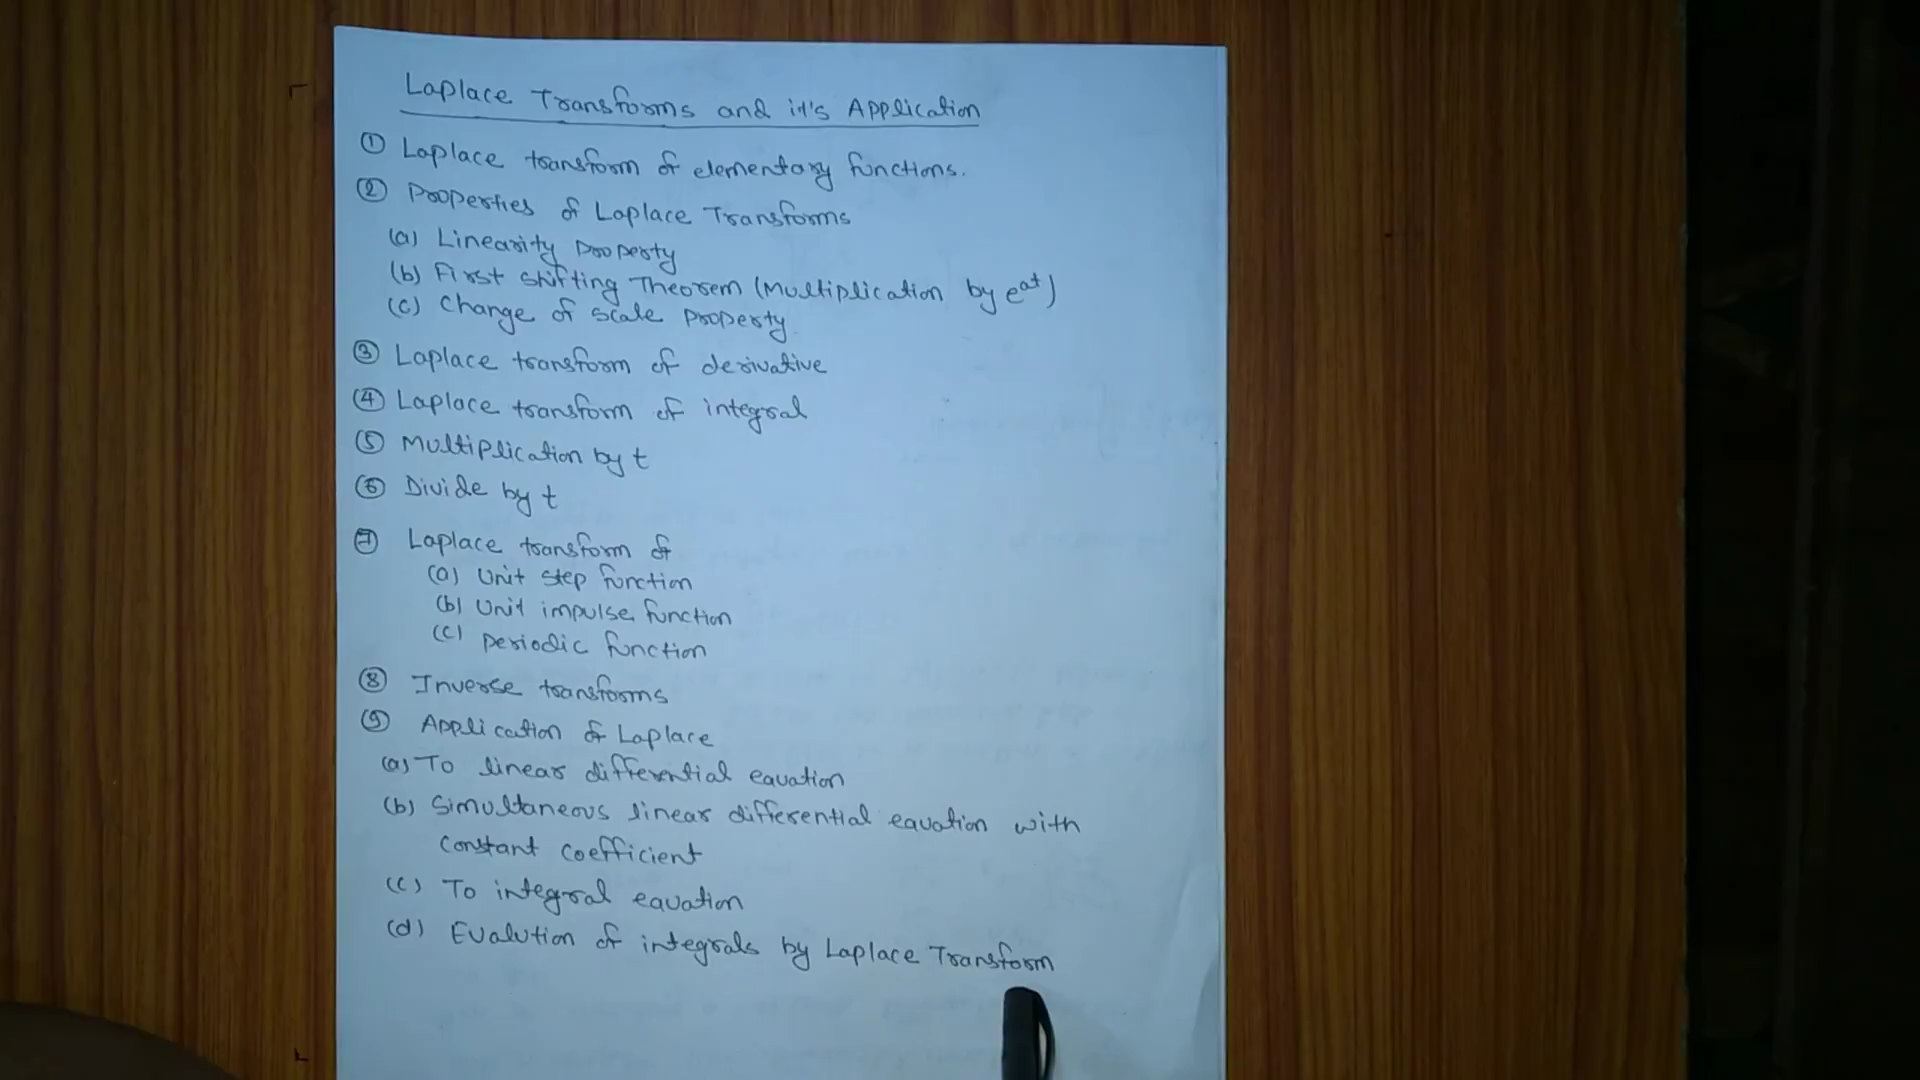 Laplace Transforms and it's Application
① Laplace transform of elementary functions.
② Properties of Laplace Transforms
(a) Linearity property
(b) First shifting Theorem (Multiplication by e^at)
(c) Change of scale property
③ Laplace transform of derivative
④ Laplace transform of integral
⑤ Multiplication by t
⑥ Divide by t
⑦ Laplace transform of
(a) Unit step function
(b) Unit impulse function
(c) periodic function
⑧ Inverse transforms
⑨ Application of Laplace
(a) To linear differential equation
(b) Simultaneous linear differential equation with
constant coefficient
(c) To integral equation
(d) Evalution of integrals by Laplace Transform